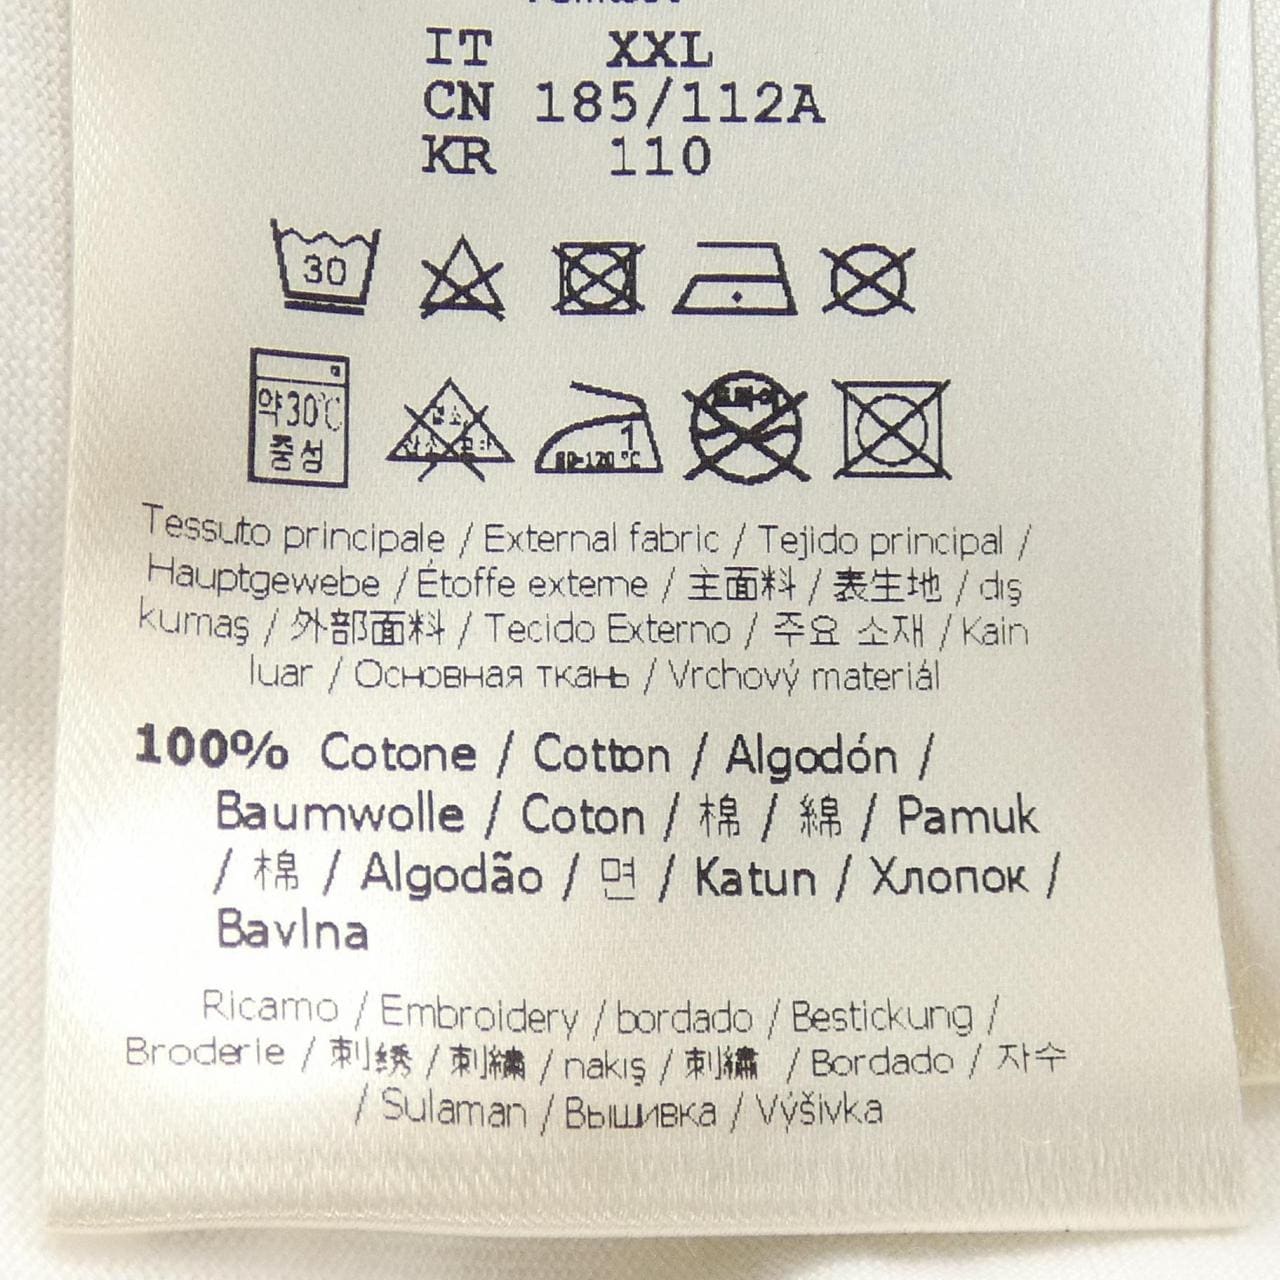 IT XXL
CN 185/112A
KR 110
30
약30℃
중성
1
80-120℃
Tessuto principale / External fabric / Tejido principal /
Hauptgewebe / Étoffe externe / 主面料 / 表生地 / dış
kumaş / 外部面料 / Tecido Externo / 주요 소재 / Kain
luar / Основная ткань / Vrchový materiál
100% Cotone / Cotton / Algodón /
Baumwolle / Coton / 棉 / 綿 / Pamuk
/ 棉 / Algodão / 면 / Katun / Хлопок /
Bavlna
Ricamo / Embroidery / bordado / Bestickung /
Broderie / 刺绣 / 刺繍 / nakış / 刺繡 / Bordado / 자수
/ Sulaman / Вышивка / Výšivka